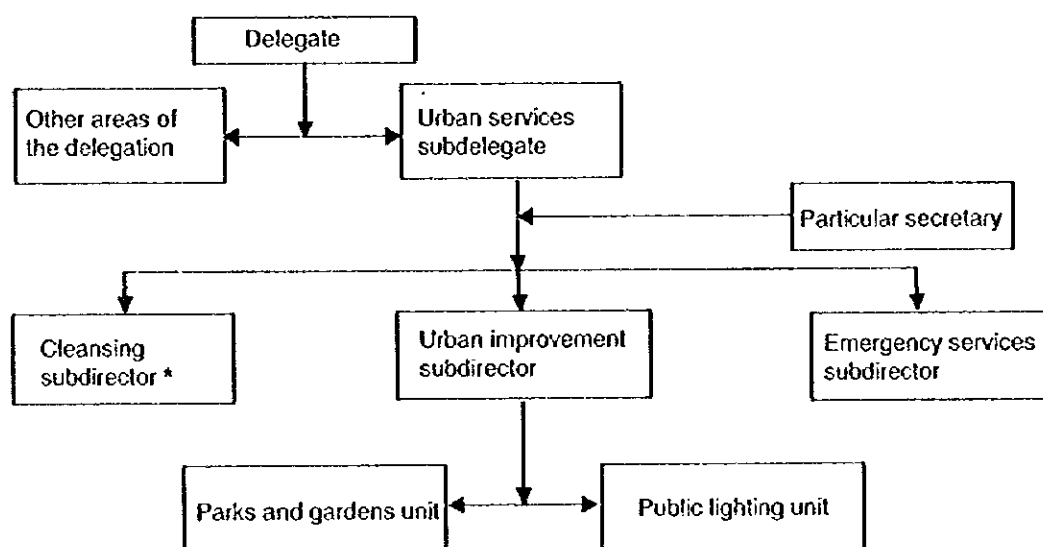 Delegate
Other areas of
the delegation
Urban services
subdelegate
Particular secretary
Cleansing
subdirector *
Urban improvement
subdirector
Emergency services
subdirector
Parks and gardens unit
Public lighting unit